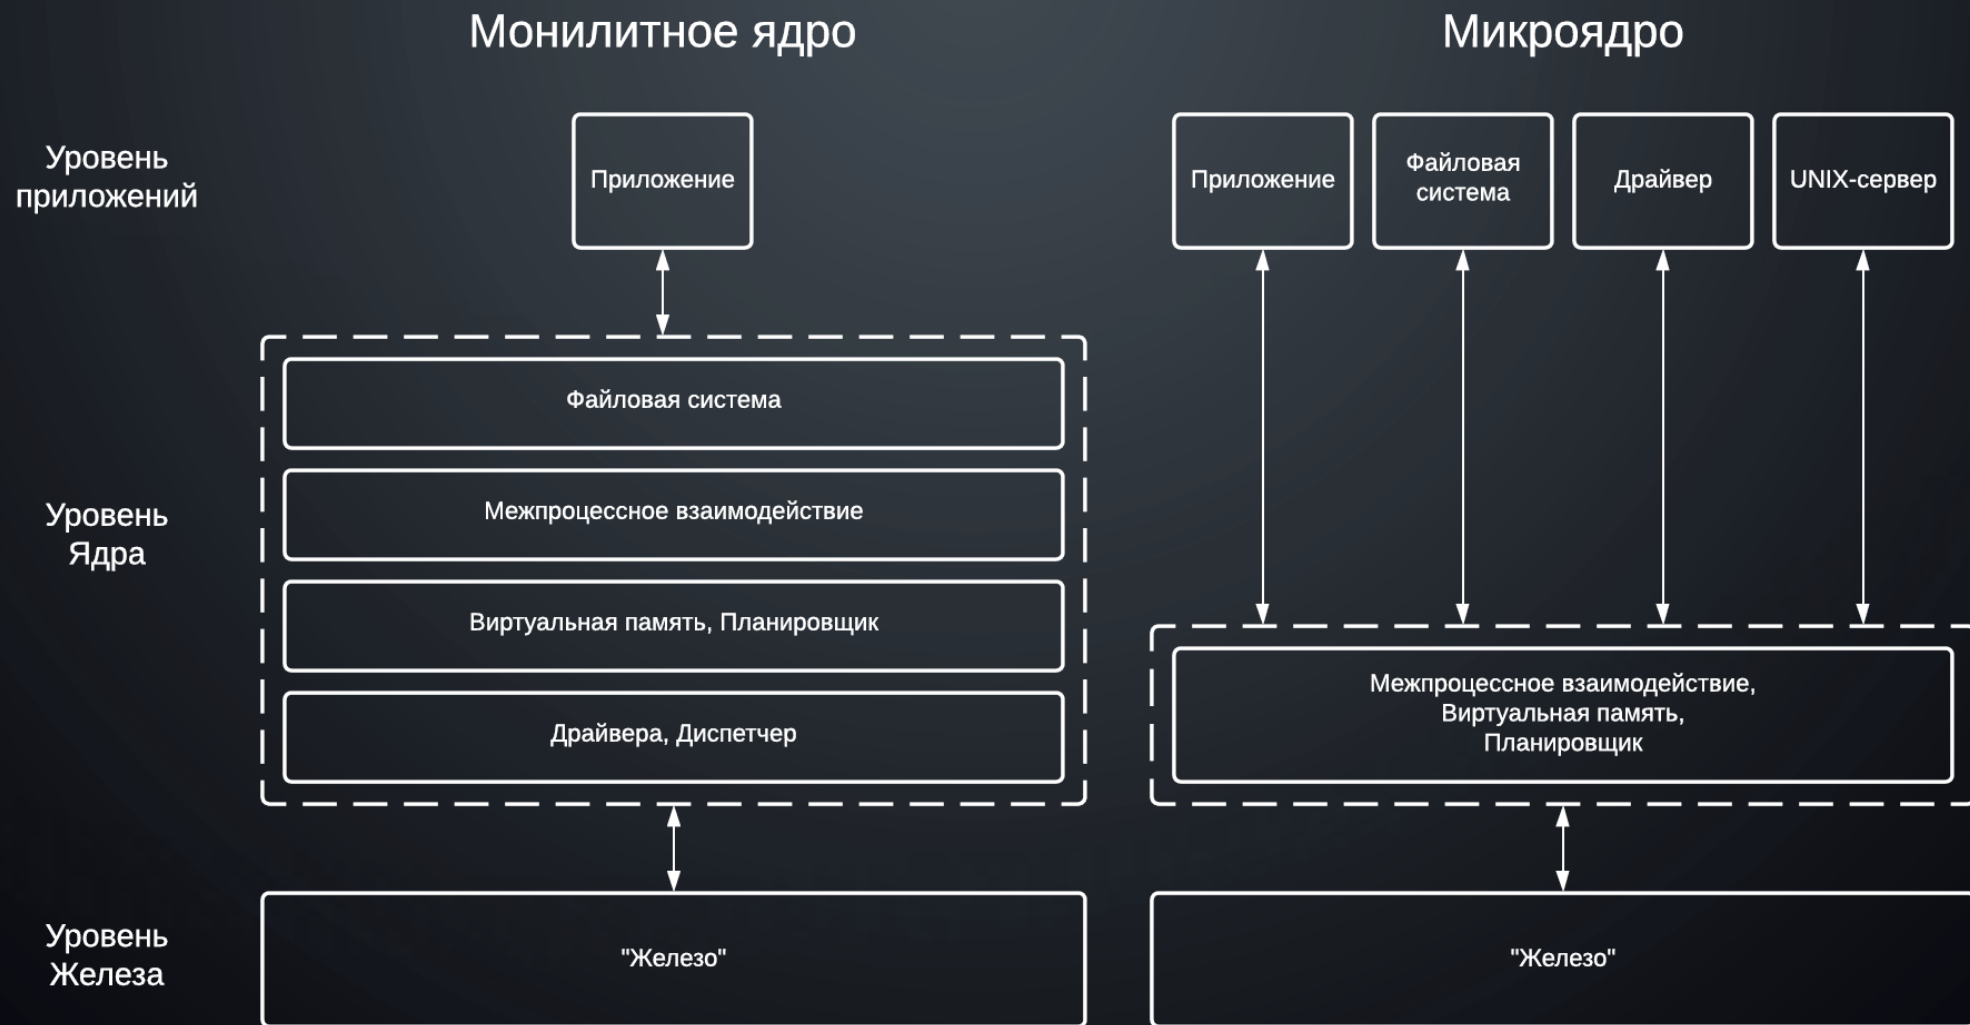 Монилитное ядро
Микроядро
Уровень
приложений
Приложение
Приложение
Файловая
система
Драйвер
UNIX-сервер
Уровень
Ядра
Файловая система
Межпроцессное взаимодействие
Виртуальная память, Планировщик
Драйвера, Диспетчер
Межпроцессное взаимодействие,
Виртуальная память,
Планировщик
Уровень
Железа
"Железо"
"Железо"